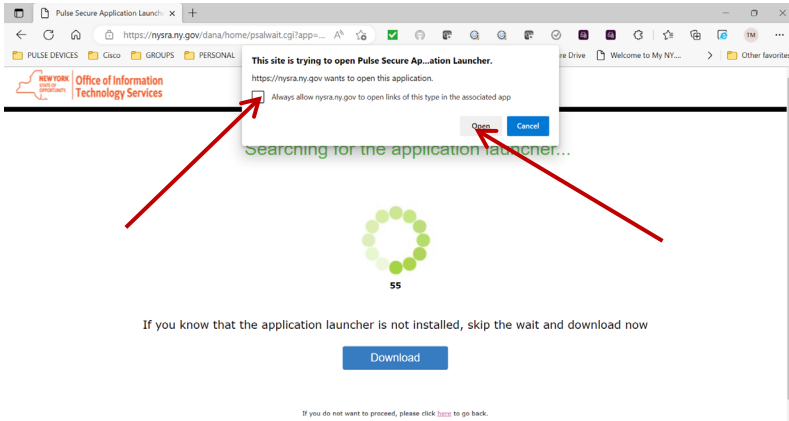 Pulse Secure Application Launche
https://nysra.ny.gov/dana/home/psalwait.cgi?app=...
TM
PULSE DEVICES Cisco GROUPS PERSONAL re Drive Welcome to My NY.... Other favorites
This site is trying to open Pulse Secure Ap...ation Launcher.
https://nysra.ny.gov wants to open this application.
Always allow nysra.ny.gov to open links of this type in the associated app
Open Cancel
NEW YORK
STATE OF
OPPORTUNITY.
Office of Information
Technology Services
Searching for the application launcher...
55
If you know that the application launcher is not installed, skip the wait and download now
Download
If you do not want to proceed, please click here to go back.